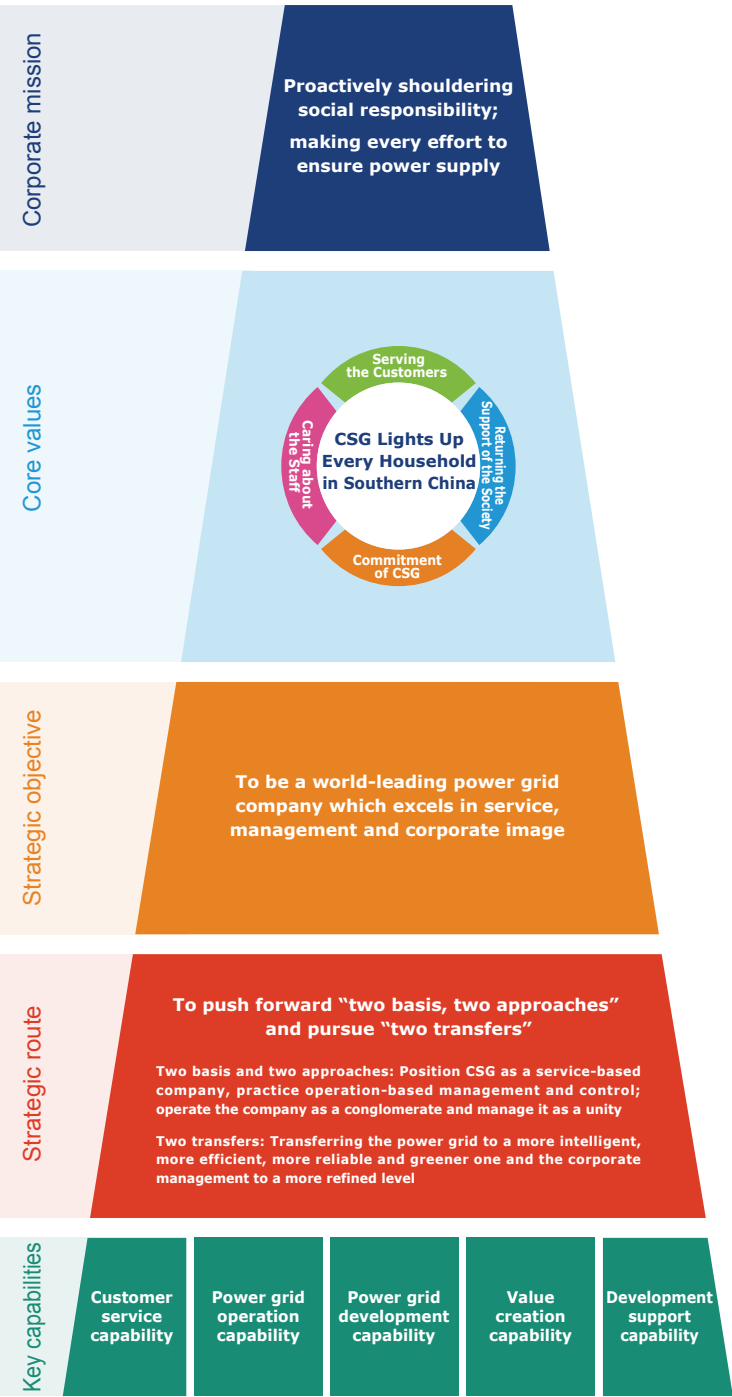 Corporate mission
Proactively shouldering
social responsibility;
making every effort to
ensure power supply
Core values
Serving
the Customers
Caring about
the Staff
CSG Lights Up
Every Household
in Southern China
Returning the
Support of the Society
Commitment
of CSG
Strategic objective
To be a world-leading power grid
company which excels in service,
management and corporate image
Strategic route
To push forward “two basis, two approaches”
and pursue “two transfers”
Two basis and two approaches: Position CSG as a service-based
company, practice operation-based management and control;
operate the company as a conglomerate and manage it as a unity
Two transfers: Transferring the power grid to a more intelligent,
more efficient, more reliable and greener one and the corporate
management to a more refined level
Key capabilities
Customer
service
capability
Power grid
operation
capability
Power grid
development
capability
Value
creation
capability
Development
support
capability